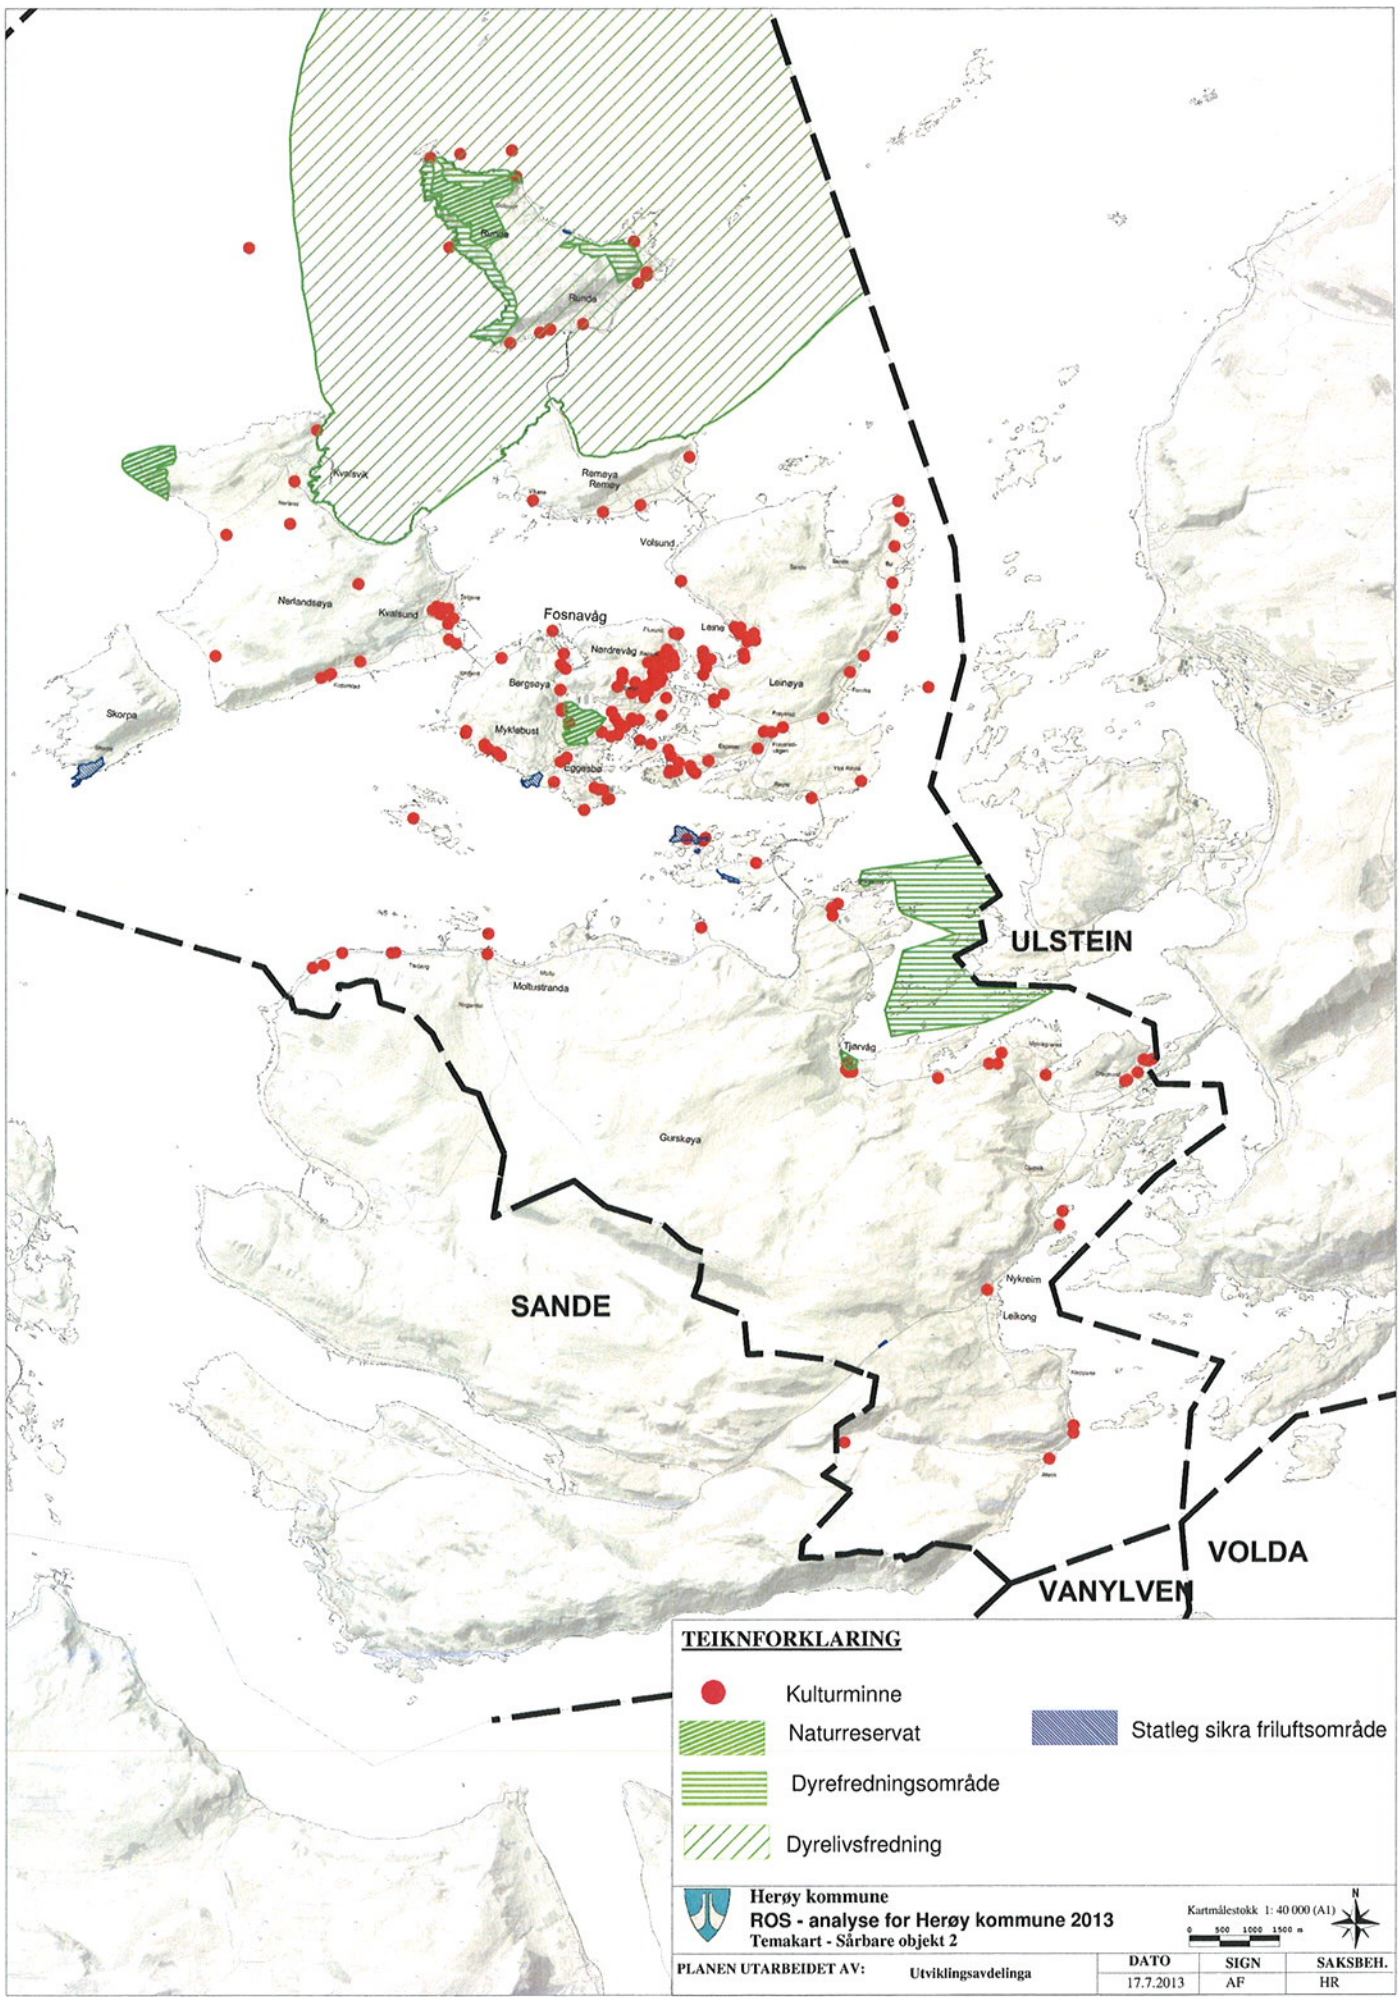 Runde
Runde
Kvalsvik
Remøya
Remøy
Nerlandsøya
Kvalsund
Volsund
Fosnavåg
Nørdrevåg
Leine
Bergsøya
Leinøya
Skorpa
Myklebust
Eggesbø
ULSTEIN
Moltustranda
Tjørvåg
Gurskøya
Nykreim
Leikong
SANDE
VOLDA
VANYLVEN
TEIKNFORKLARING
Kulturminne
Naturreservat
Statleg sikra friluftsområde
Dyrefredningsområde
Dyrelivsfredning
Herøy kommune
ROS - analyse for Herøy kommune 2013
Temakart - Sårbare objekt 2
Kartmålestokk 1: 40 000 (A1)
N
0 500 1000 1500 m
PLANEN UTARBEIDET AV: Utviklingsavdelinga
DATO SIGN SAKSBEH.
17.7.2013 AF HR